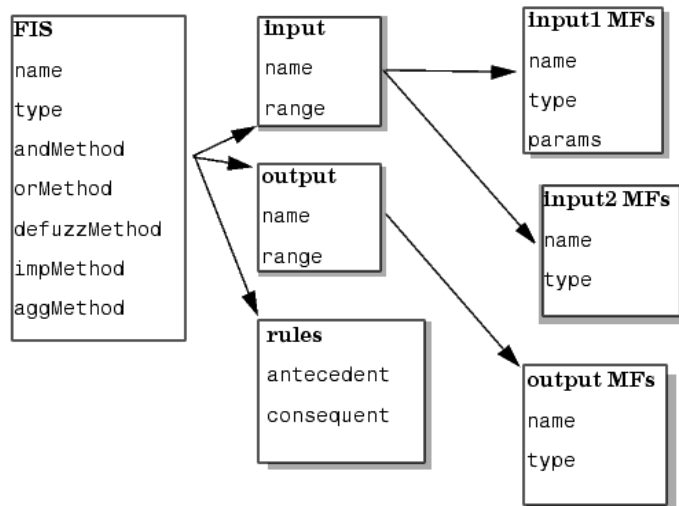 FIS
name
type
andMethod
orMethod
defuzzMethod
impMethod
aggMethod
input
name
range
output
name
range
rules
antecedent
consequent
input1 MFs
name
type
params
input2 MFs
name
type
output MFs
name
type